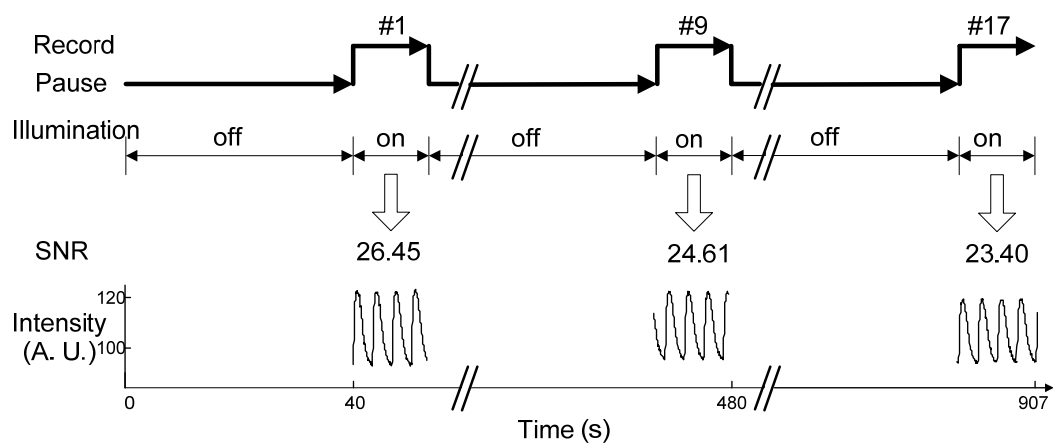 #1 #9 #17
Record
Pause
Illumination
off on off on off on
SNR 26.45 24.61 23.40
120
Intensity
(A. U.) 100
0 40 480 907
Time (s)